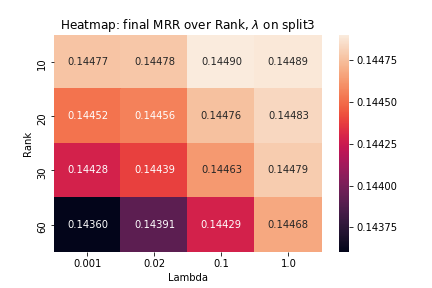 Heatmap: final MRR over Rank, λ on split3
10 0.14477 0.14478 0.14490 0.14489
20 0.14452 0.14456 0.14476 0.14483
30 0.14428 0.14439 0.14463 0.14479
60 0.14360 0.14391 0.14429 0.14468
Rank
0.001 0.02 0.1 1.0
Lambda
0.14475
0.14450
0.14425
0.14400
0.14375